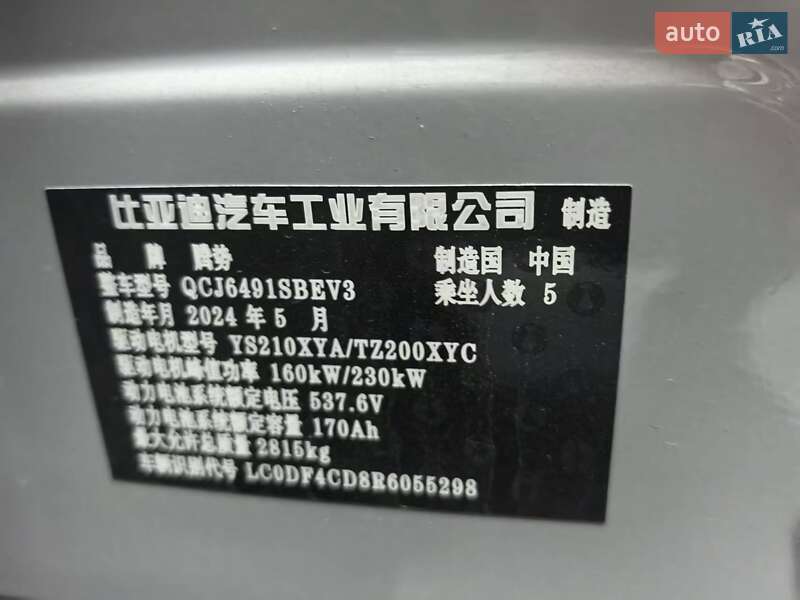 auto RIA.com
比亚迪汽车工业有限公司 制造
品牌 腾势 制造国 中国
整车型号 QCJ6491SBEV3 乘坐人数 5
制造年月 2024 年 5 月
驱动电机型号 YS210XYA/TZ200XYC
驱动电机峰值功率 160kW/230kW
动力电池系统额定电压 537.6V
动力电池系统额定容量 170Ah
最大允许总质量 2815kg
车辆识别代号 LC0DF4CD8R6055298